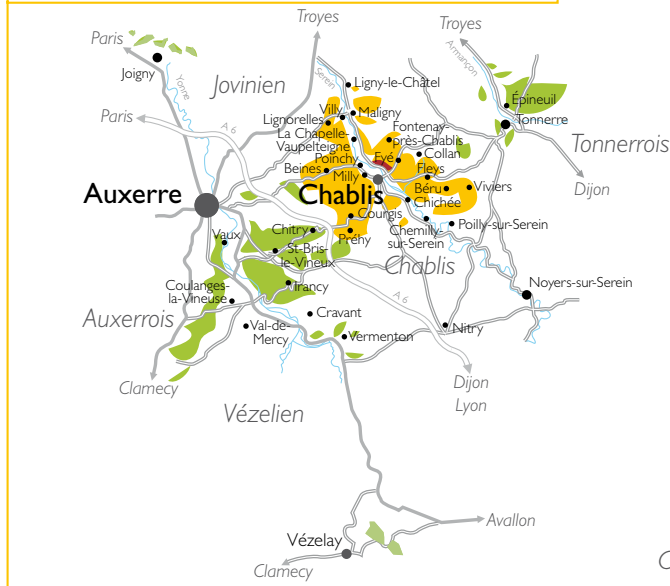 Troyes
Troyes
Paris
Joigny
Yonne
Jovinien
Serein
Armançon
Ligny-le-Châtel
Épineuil
Villy
Maligny
Lignorelles
Tonnerre
Paris
A 6
La Chapelle-
Vaupelteigne
Fontenay-
près-Chablis
Tonnerrois
Collan
Poinchy
Fyé
Beines
Fleys
Milly
Dijon
Auxerre
Chablis
Béru
Viviers
Chichée
Courgis
Chemilly-
sur-Serein
Poilly-sur-Serein
Chitry
Préhy
Vaux
St-Bris-
le-Vineux
Chablis
Coulanges-
la-Vineuse
Irancy
Noyers-sur-Serein
A 6
Auxerrois
Cravant
Val-de-
Mercy
Nitry
Vermenton
Clamecy
Dijon
Lyon
Vézelien
Avallon
Vézelay
Clamecy
C